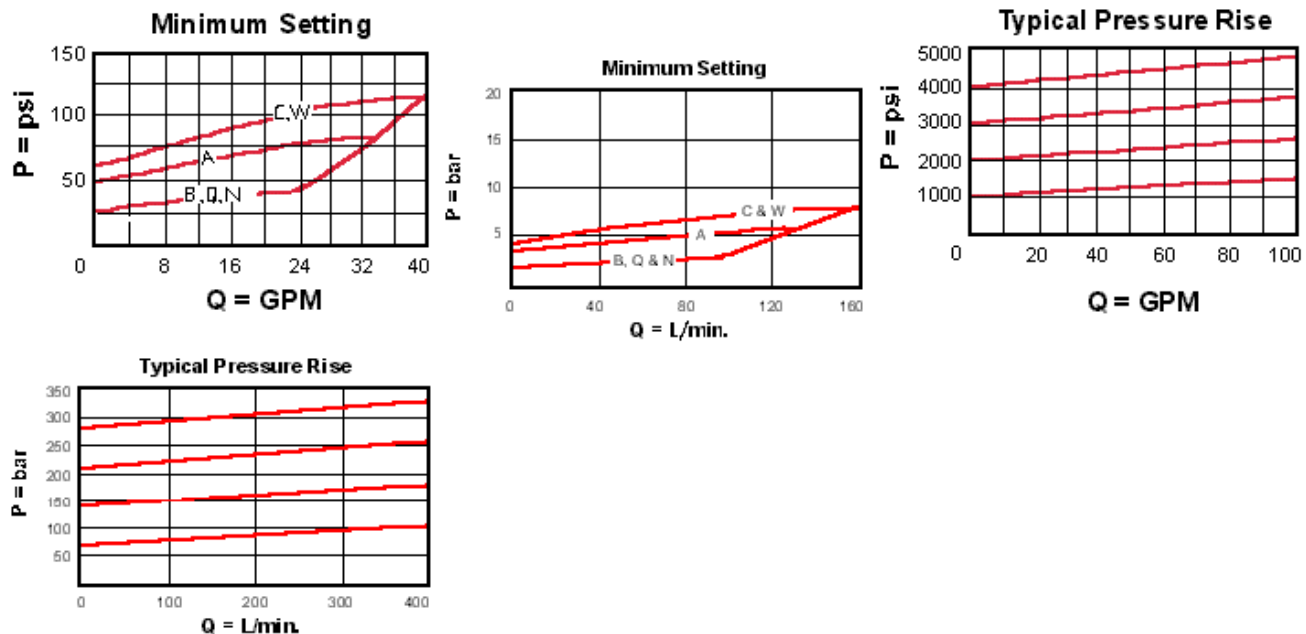 Minimum Setting
150
100
50
0 8 16 24 32 40
P = psi
C,W
A
B,Q,N
Q = GPM
Minimum Setting
20
15
10
5
0 40 80 120 160
P = bar
C & W
A
B, Q & N
Q = L/min.
Typical Pressure Rise
5000
4000
3000
2000
1000
0 20 40 60 80 100
P = psi
Q = GPM
Typical Pressure Rise
350
300
250
200
150
100
50
0 100 200 300 400
P = bar
Q = L/min.